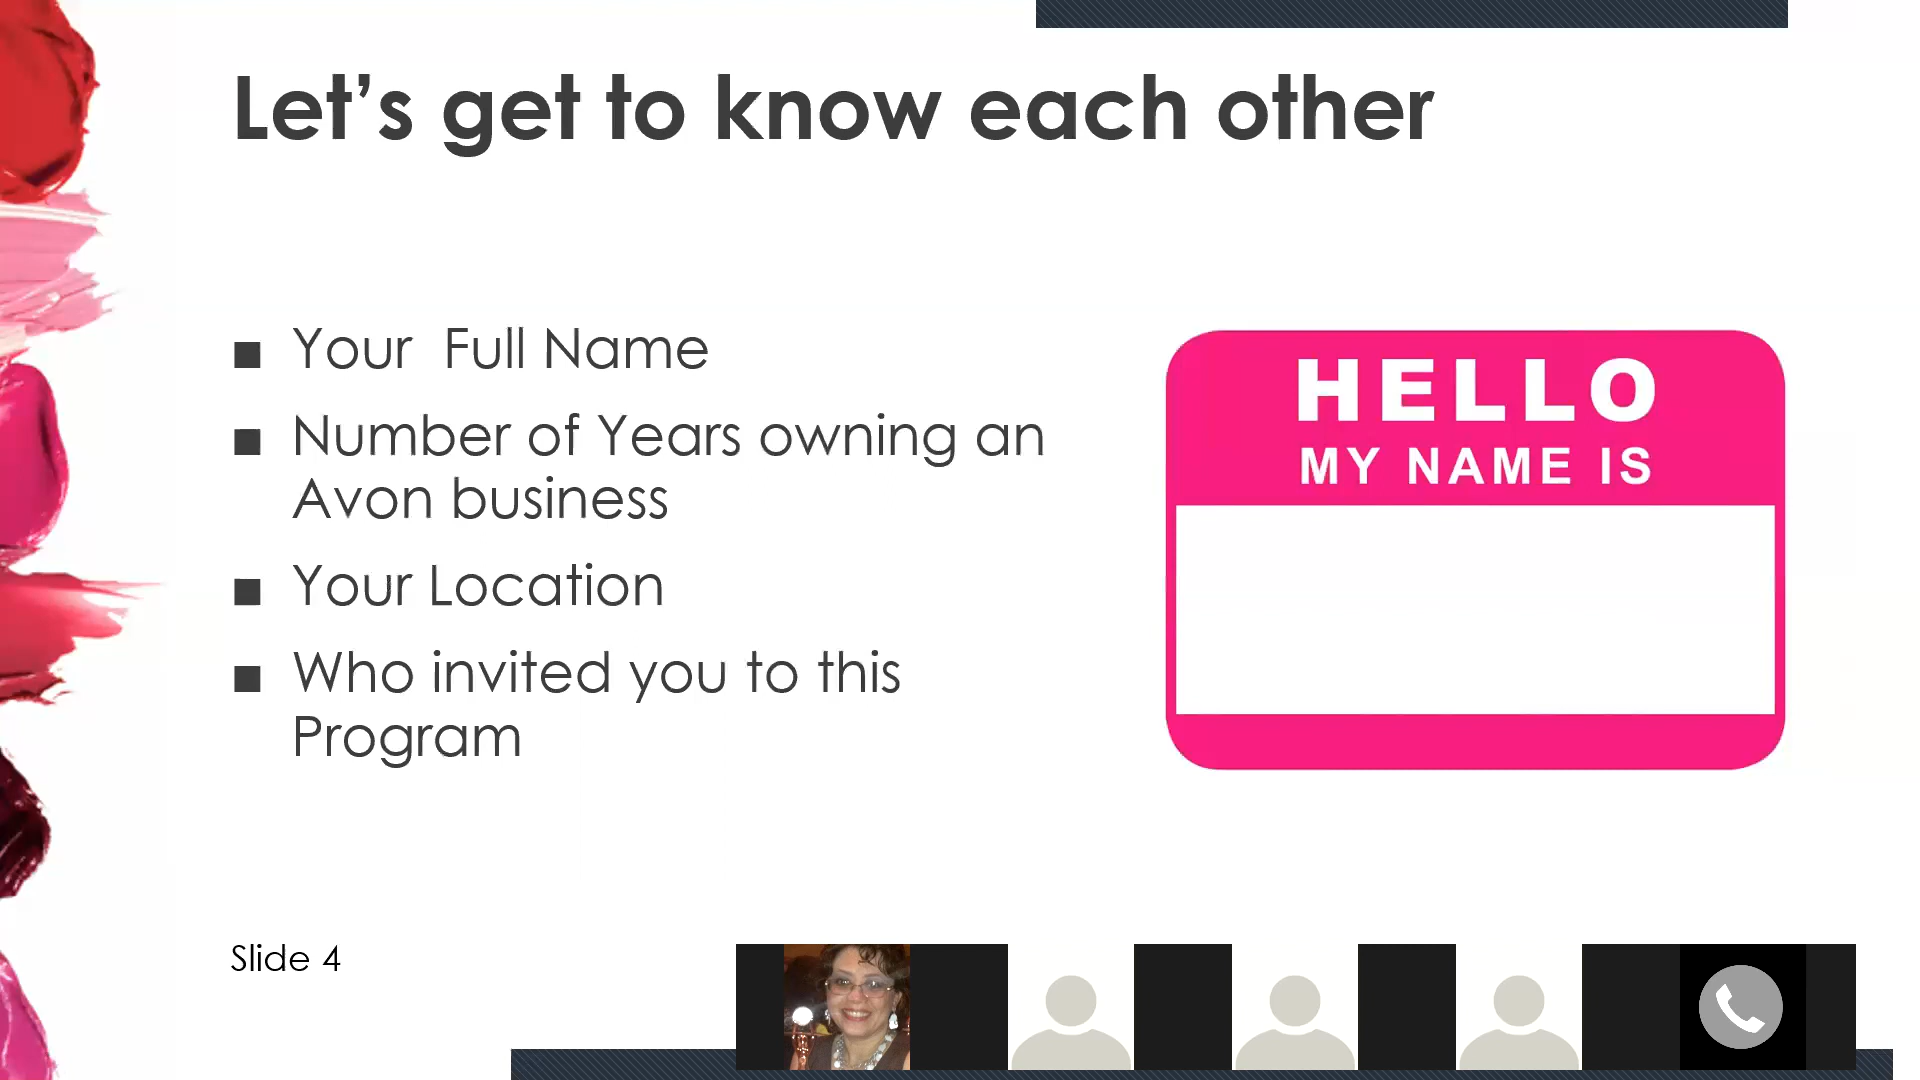 Let’s get to know each other
■ Your  Full Name
■ Number of Years owning an
Avon business
■ Your Location
■ Who invited you to this
Program
HELLO
MY NAME IS
Slide 4